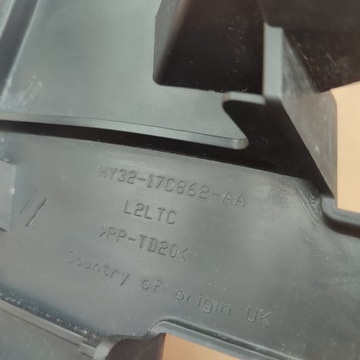 HY32-17C862-AA
L2LTC
>PP-TD20<
Country of origin UK